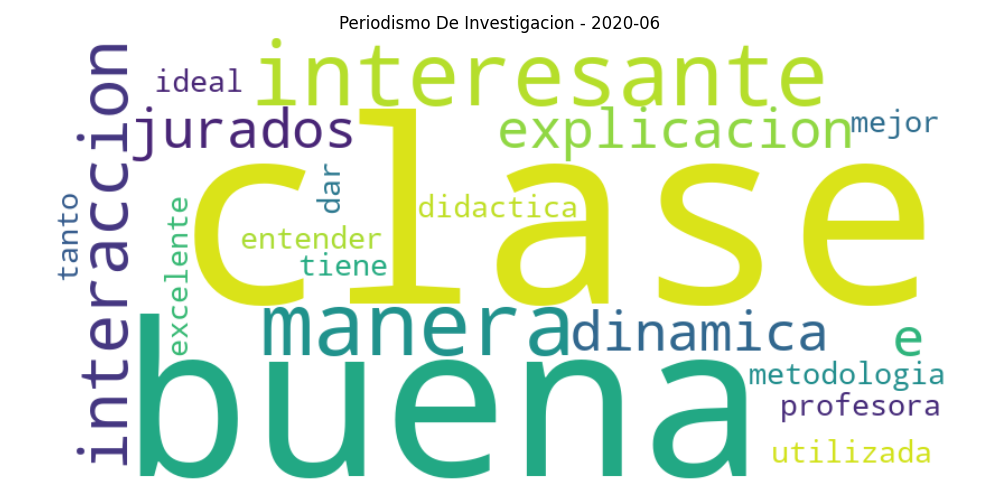 Periodismo De Investigacion - 2020-06
interesante
ideal
interaccion
jurados
explicacion
mejor
clase
dar
tanto
excelente
didactica
entender
tiene
manera
dinamica
e
buena
metodologia
profesora
utilizada